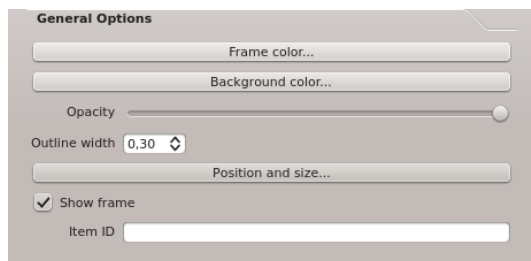 General Options
Frame color...
Background color...
Opacity
Outline width 0,30
Position and size...
Show frame
Item ID